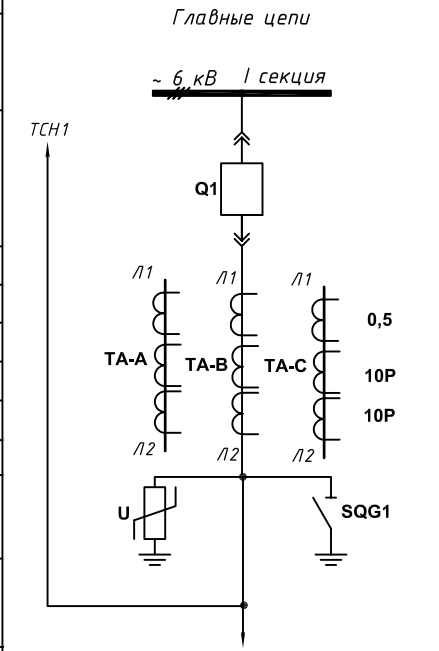 Главные цепи
~ 6 кВ I секция
ТСН1
Q1
Л1 Л1 Л1
0,5
TA-A TA-B TA-C
10P
10P
Л2 Л2 Л2
U SQG1